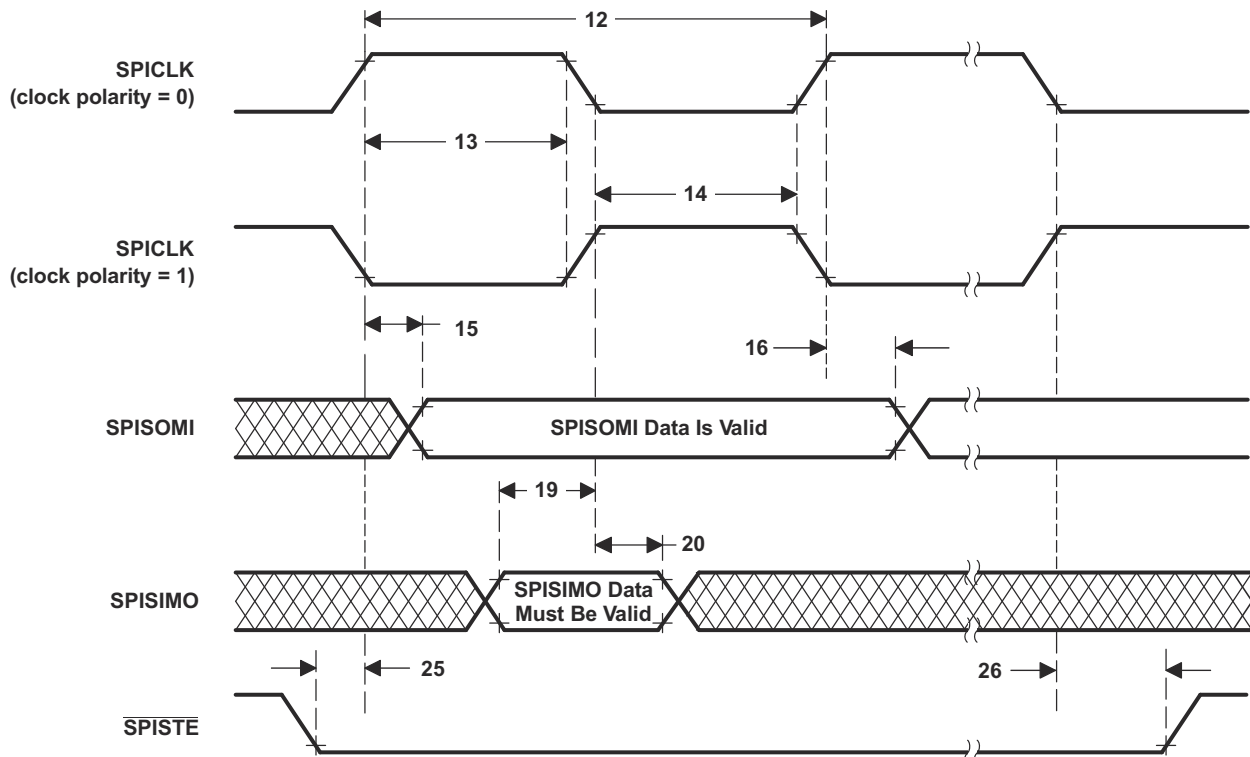 12
SPICLK
(clock polarity = 0)
13
14
SPICLK
(clock polarity = 1)
15
16
SPISOMI
SPISOMI Data Is Valid
19
20
SPISIMO
SPISIMO Data
Must Be Valid
25
26
SPISTE